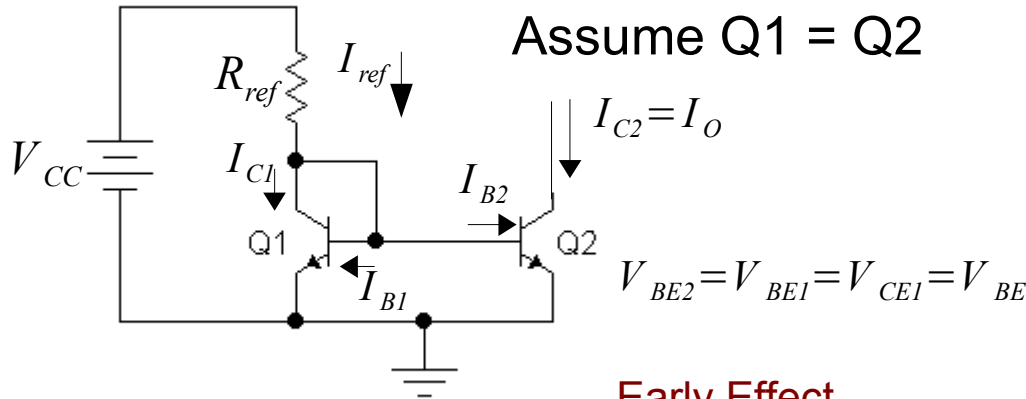 Assume Q1 = Q2
R_ref
I_ref
I_C2 = I_O
V_CC
I_C1
I_B2
Q1
Q2
I_B1
V_BE2 = V_BE1 = V_CE1 = V_BE
Early Effect